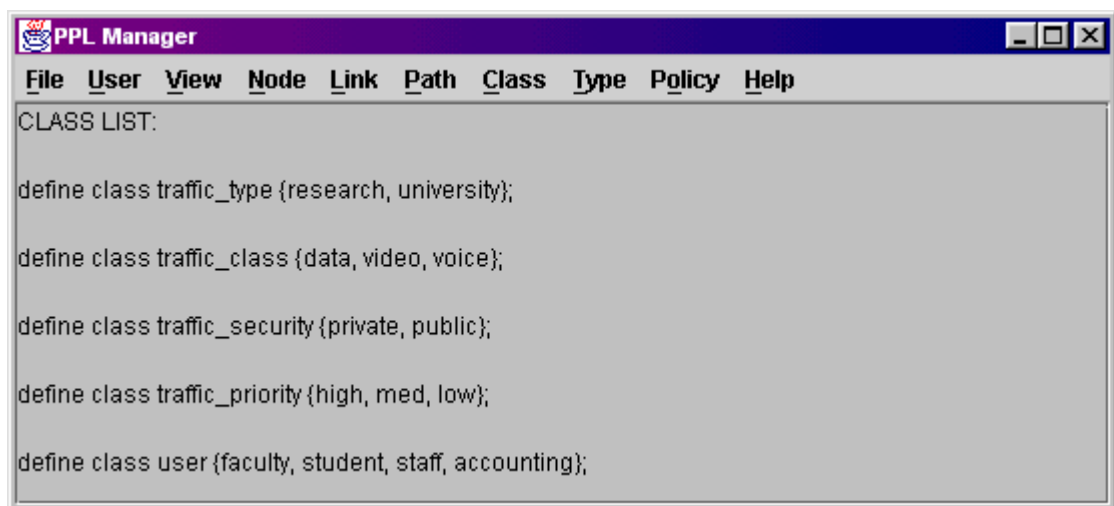 PPL Manager
File User View Node Link Path Class Type Policy Help
CLASS LIST:
define class traffic_type {research, university};
define class traffic_class {data, video, voice};
define class traffic_security {private, public};
define class traffic_priority {high, med, low};
define class user {faculty, student, staff, accounting};